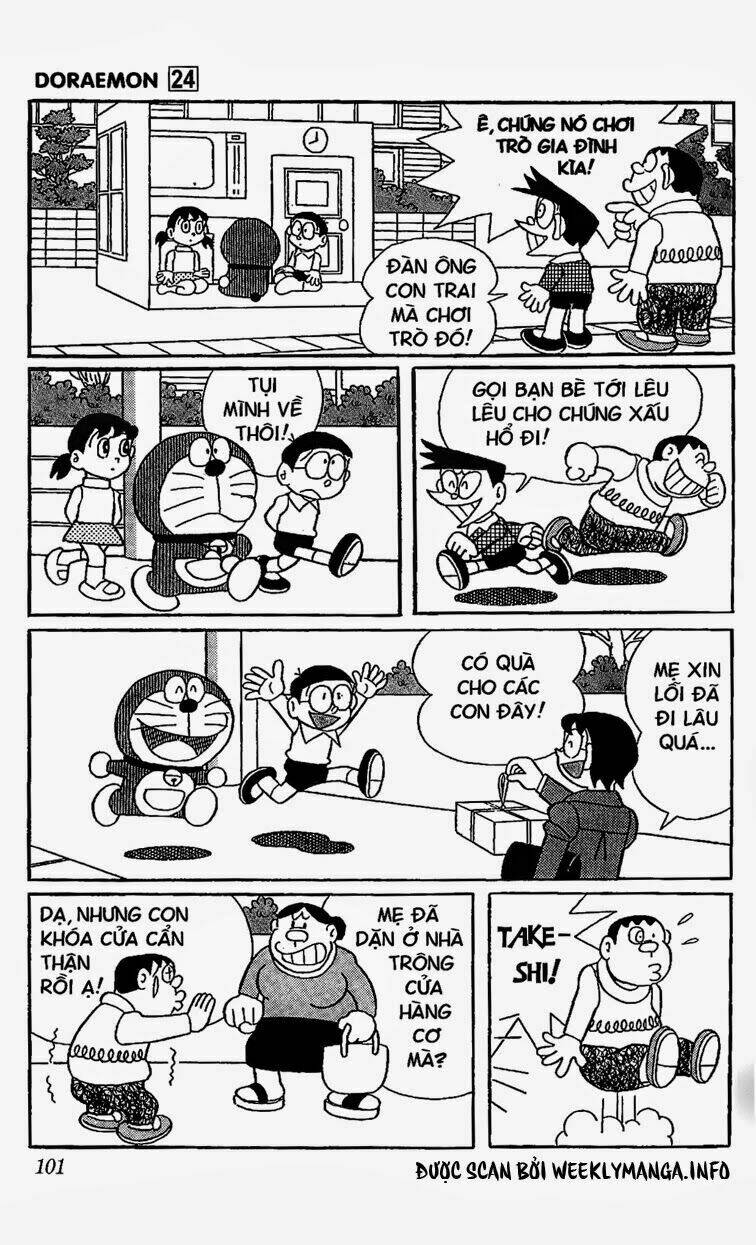 DORAEMON 24
Ê, CHÚNG NÓ CHƠI
TRÒ GIA ĐÌNH
KÌA!
ĐÀN ÔNG
CON TRAI
MÀ CHƠI
TRÒ ĐÓ!
TỤI
MÌNH VỀ
THÔI!
GỌI BẠN BÈ TỚI LÊU
LÊU CHO CHÚNG XẤU
HỔ ĐI!
CÓ QUÀ
CHO CÁC
CON ĐÂY!
MẸ XIN
LỖI ĐÃ
ĐI LÂU
QUÁ...
DẠ, NHƯNG CON
KHÓA CỬA CẨN
THẬN
RỒI Ạ!
MẸ ĐÃ
DẶN Ở NHÀ
TRÔNG
CỬA
HÀNG
CƠ
MÀ?
TAKE-
SHI!
101
ĐƯỢC SCAN BỞI WEEKLYMANGA.INFO